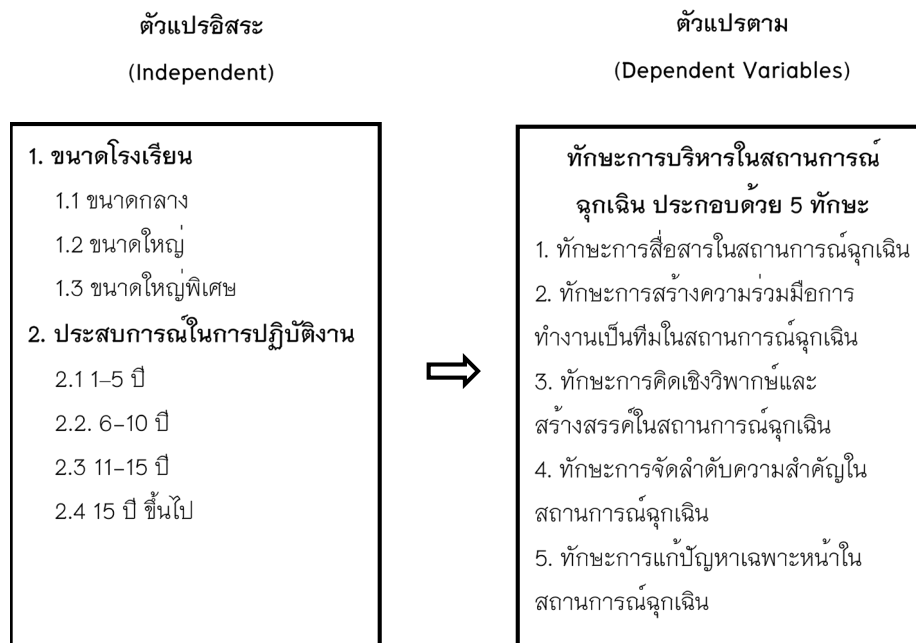 ตัวแปรอิสระ
(Independent)
1. ขนาดโรงเรียน
1.1 ขนาดกลาง
1.2 ขนาดใหญ่
1.3 ขนาดใหญ่พิเศษ
2. ประสบการณ์ในการปฏิบัติงาน
2.1 1–5 ปี
2.2. 6–10 ปี
2.3 11–15 ปี
2.4 15 ปี ขึ้นไป
ตัวแปรตาม
(Dependent Variables)
ทักษะการบริหารในสถานการณ์
ฉุกเฉิน ประกอบด้วย 5 ทักษะ
1. ทักษะการสื่อสารในสถานการณ์ฉุกเฉิน
2. ทักษะการสร้างความร่วมมือการ
ทำงานเป็นทีมในสถานการณ์ฉุกเฉิน
3. ทักษะการคิดเชิงวิพากษ์และ
สร้างสรรค์ในสถานการณ์ฉุกเฉิน
4. ทักษะการจัดลำดับความสำคัญใน
สถานการณ์ฉุกเฉิน
5. ทักษะการแก้ปัญหาเฉพาะหน้าใน
สถานการณ์ฉุกเฉิน